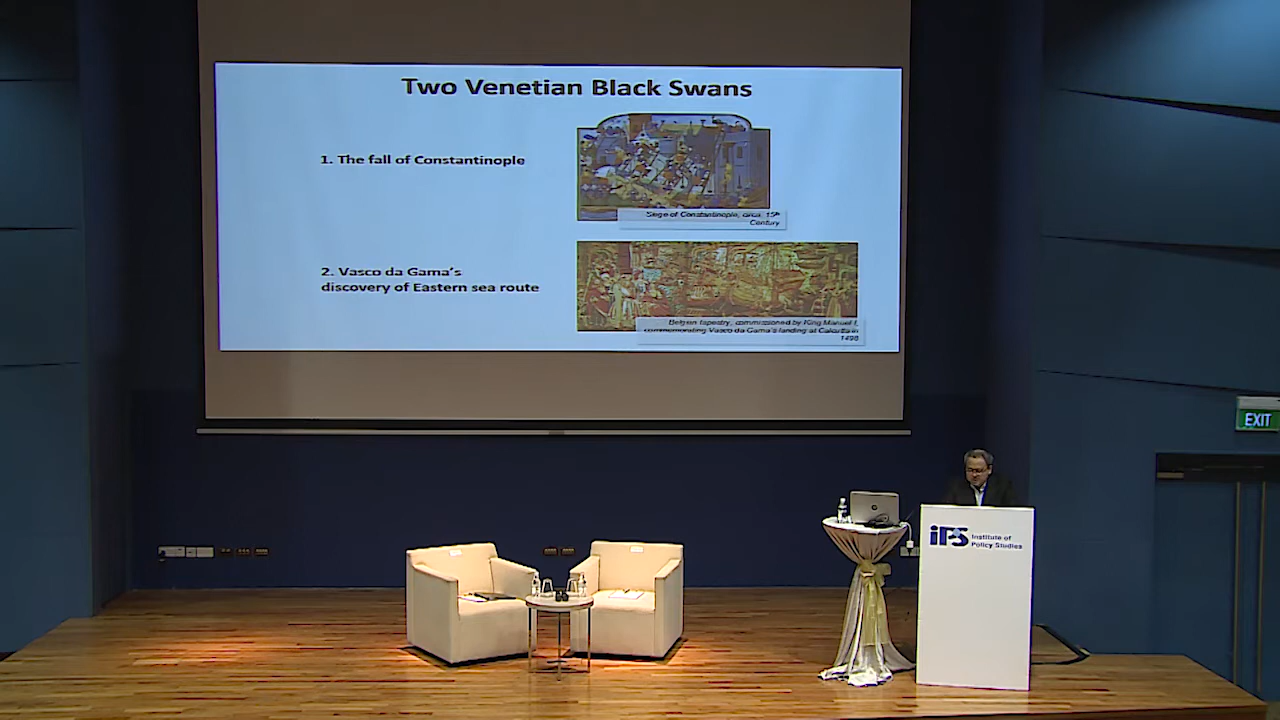 Two Venetian Black Swans
1. The fall of Constantinople
Siege of Constantinople, circa, 15th
Century
2. Vasco da Gama's
discovery of Eastern sea route
Belgian tapestry, commissioned by King Manuel I,
commemorating Vasco da Gama's landing at Calcutta in
1498
EXIT
iPS Institute of
Policy Studies